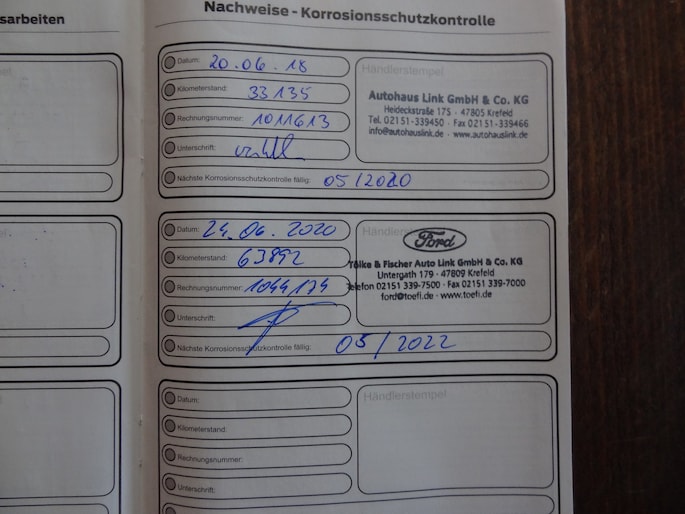 sarbeiten
Nachweise - Korrosionsschutzkontrolle
Datum: 20.06.18
Kilometerstand: 33135
Rechnungsnummer: 1011613
Unterschrift:
Nächste Korrosionsschutzkontrolle fällig: 05/2020
Händlerstempel
Autohaus Link GmbH & Co. KG
Heideckstraße 175 · 47805 Krefeld
Tel. 02151-339450 · Fax 02151-339466
info@autohauslink.de · www.autohauslink.de
Datum: 24.06.2020
Kilometerstand: 63892
Rechnungsnummer: 1044174
Unterschrift:
Nächste Korrosionsschutzkontrolle fällig: 05/2022
Ford
Tölke & Fischer Auto Link GmbH & Co. KG
Untergath 179 · 47809 Krefeld
Telefon 02151 339-7500 · Fax 02151 339-7000
ford@toefi.de · www.toefi.de
Datum:
Kilometerstand:
Rechnungsnummer:
Unterschrift:
Händlerstempel